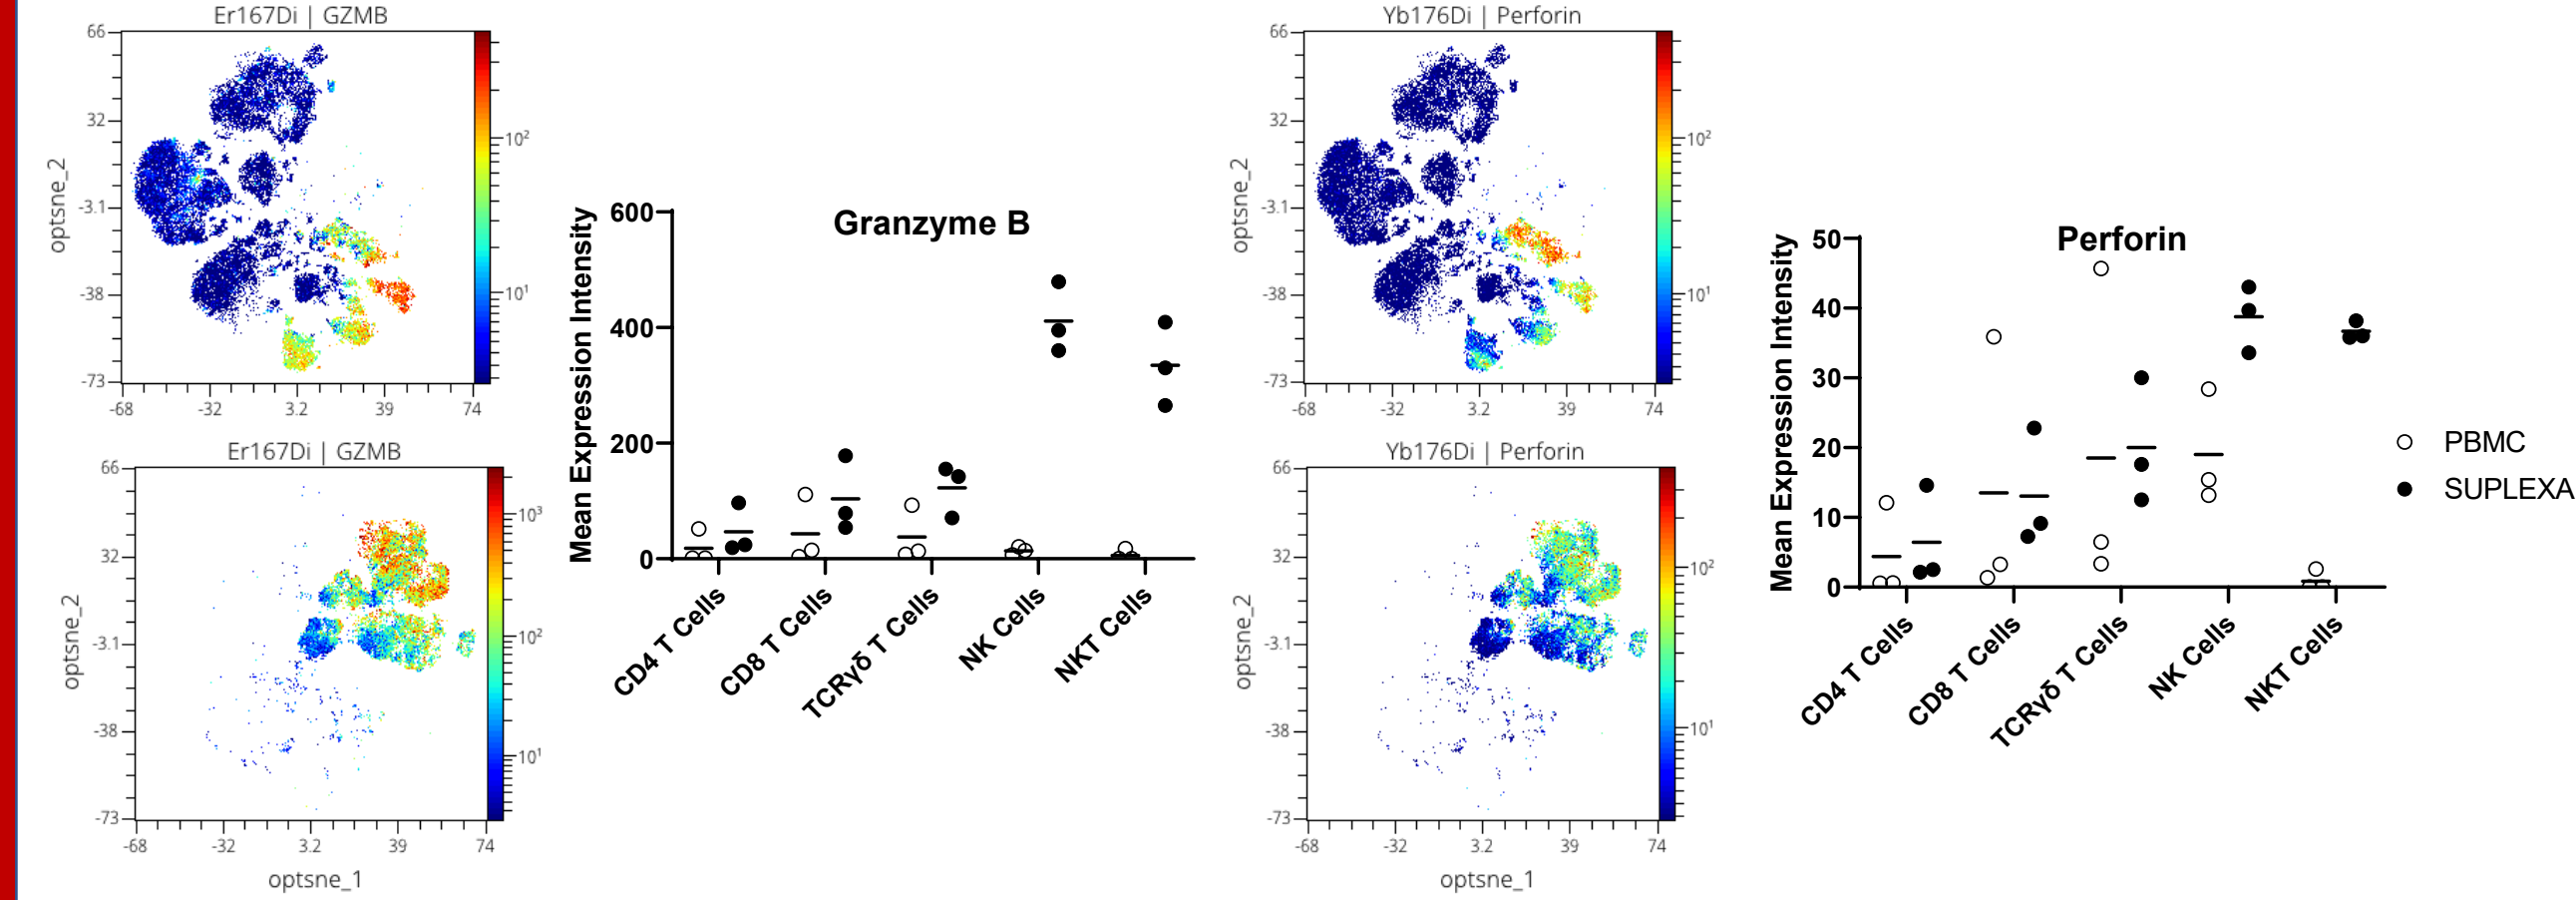 Er167Di | GZMB
66
32
-3.1
-38
-73
optsne_2
-68 -32 3.2 39 74
10²
10¹
Er167Di | GZMB
66
32
-3.1
-38
-73
optsne_2
-68 -32 3.2 39 74
optsne_1
10³
10²
10¹
Granzyme B
Mean Expression Intensity
600
400
200
0
CD4 T Cells
CD8 T Cells
TCRγδ T Cells
NK Cells
NKT Cells
Yb176Di | Perforin
66
32
-3.1
-38
-73
optsne_2
-68 -32 3.2 39 74
10²
10¹
Yb176Di | Perforin
66
32
-3.1
-38
-73
optsne_2
-68 -32 3.2 39 74
optsne_1
10²
10¹
Perforin
Mean Expression Intensity
50
40
30
20
10
0
CD4 T Cells
CD8 T Cells
TCRγδ T Cells
NK Cells
NKT Cells
PBMC
SUPLEXA